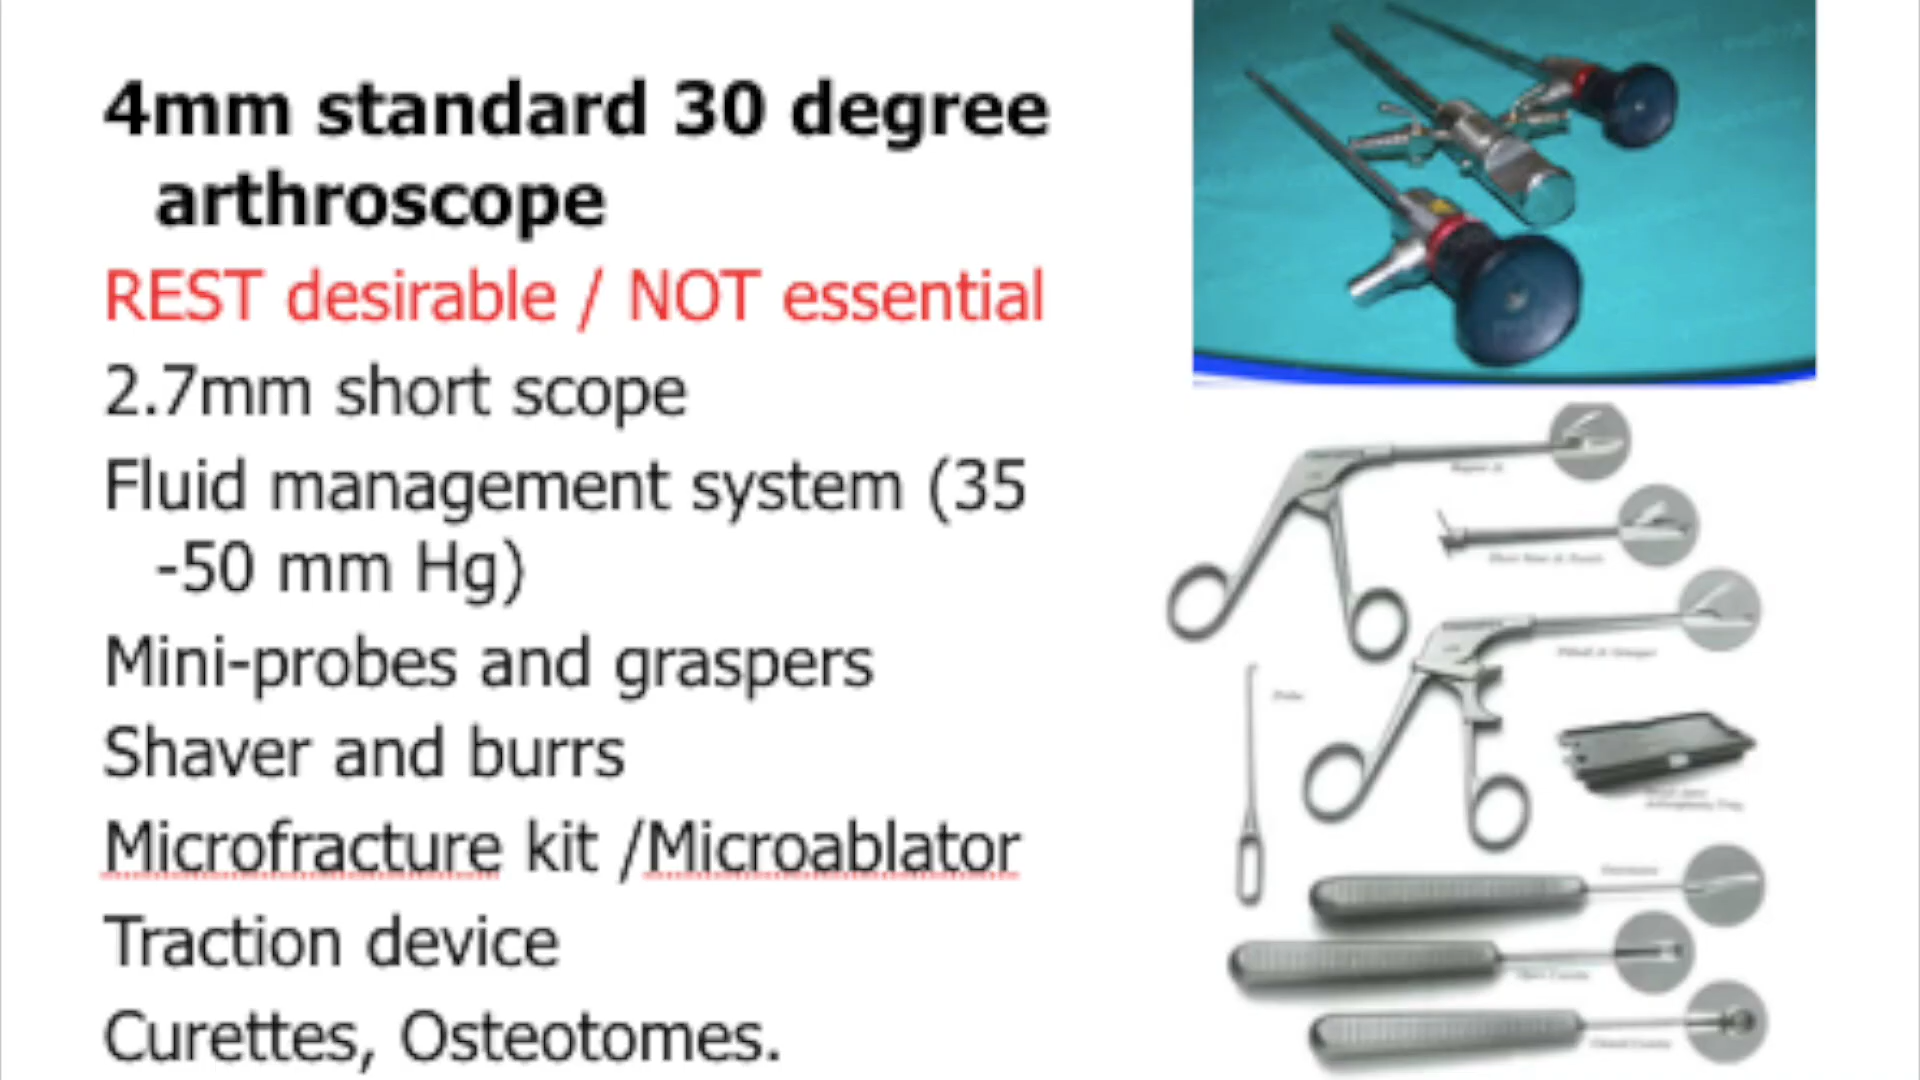 4mm standard 30 degree
arthroscope
REST desirable / NOT essential
2.7mm short scope
Fluid management system (35
-50 mm Hg)
Mini-probes and graspers
Shaver and burrs
Microfracture kit /Microablator
Traction device
Curettes, Osteotomes.